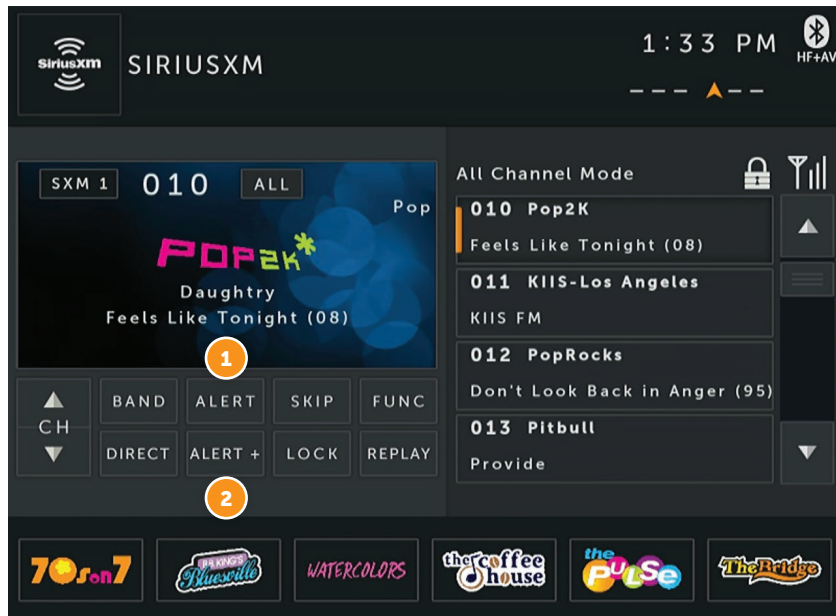 siriusxm
SIRIUSXM
1:33 PM
HF+AV
--- --
SXM 1
010
ALL
Pop
POP2K*
Daughtry
Feels Like Tonight (08)
1
CH
BAND
ALERT
SKIP
FUNC
DIRECT
ALERT +
LOCK
REPLAY
2
All Channel Mode
010 Pop2K
Feels Like Tonight (08)
011 KIIS-Los Angeles
KIIS FM
012 PopRocks
Don't Look Back in Anger (95)
013 Pitbull
Provide
70s on 7
B.B. KING'S
Bluesville
WATERCOLORS
the coffee
house
the
PULSE
The Bridge